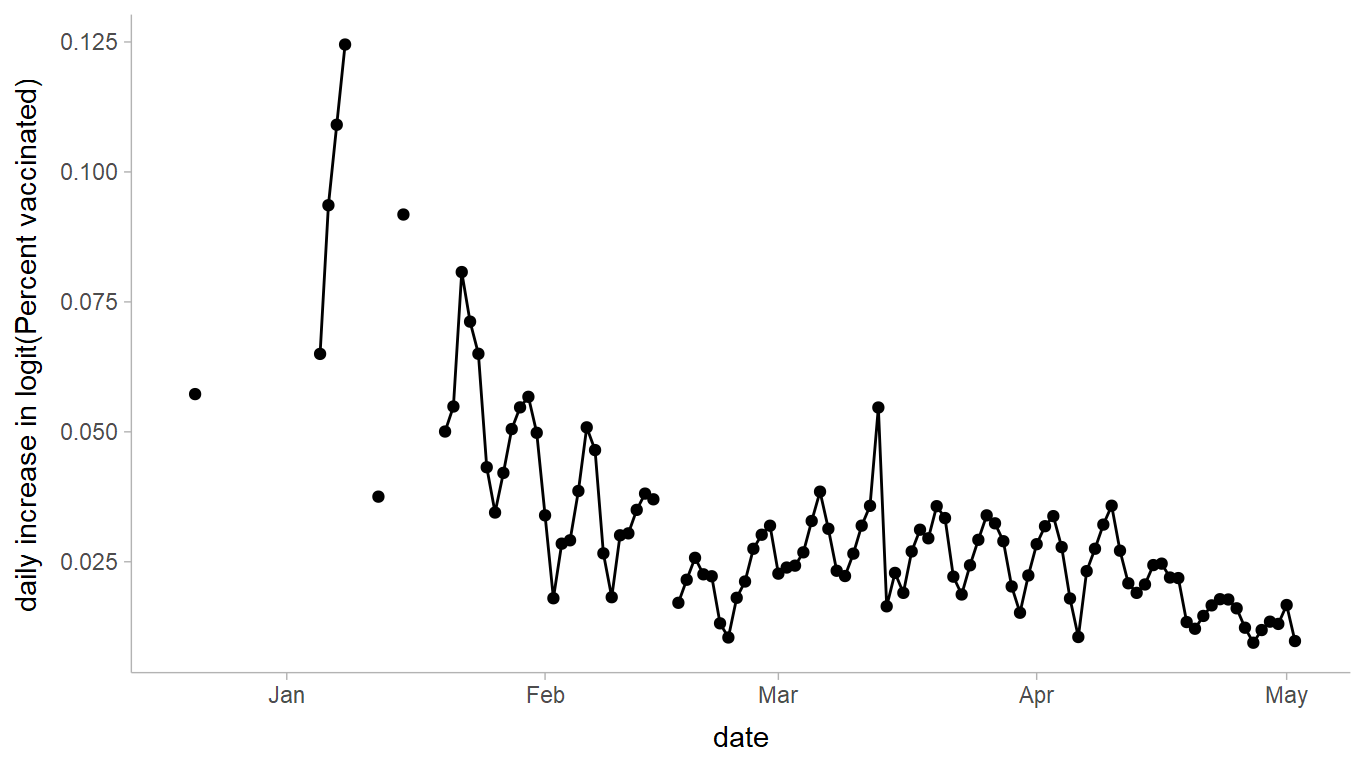 daily increase in logit(Percent vaccinated)
0.125
0.100
0.075
0.050
0.025
Jan Feb Mar Apr May
date